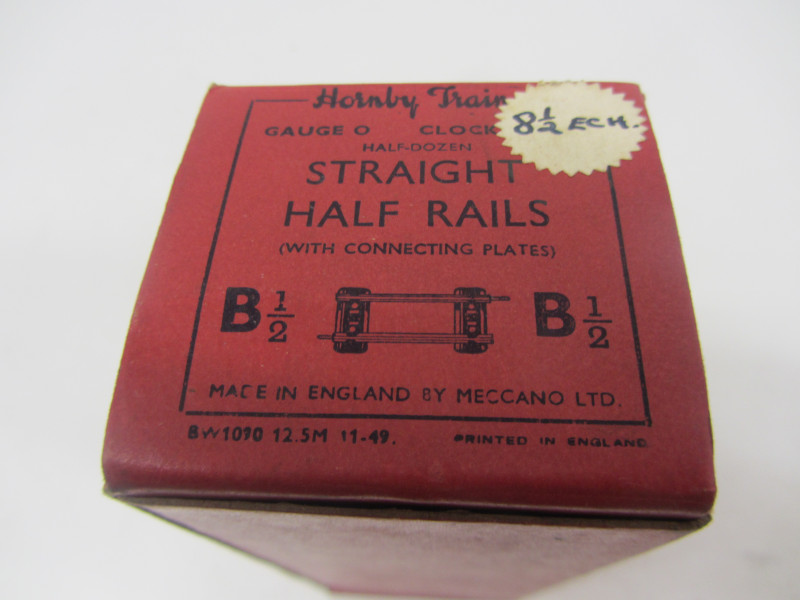 Hornby Train
8½ ECH.
GAUGE O CLOCK
HALF-DOZEN
STRAIGHT
HALF RAILS
(WITH CONNECTING PLATES)
B½ B½
MADE IN ENGLAND BY MECCANO LTD.
BW1090 12.5M 11-49. PRINTED IN ENGLAND